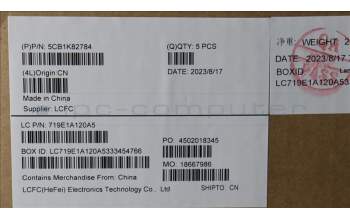 (P)P/N: 5CB1K82784
(Q)QTY: 5 PCS
(4L)Origin:CN
DATE: 2023/8/17
Made in China
Supplier: LCFC
净重: WEIGHT 2
DATE 2023/8/17
BOXID
LC719E1A120A5
LC P/N: 719E1A120A5
PO: 4502018345
BOX ID: LC719E1A120A5333454766
MO: 18667986
Contains Merchandise From: China
LCFC(HeFei) Electronics Technology Co., Ltd
SHIPTO: CN